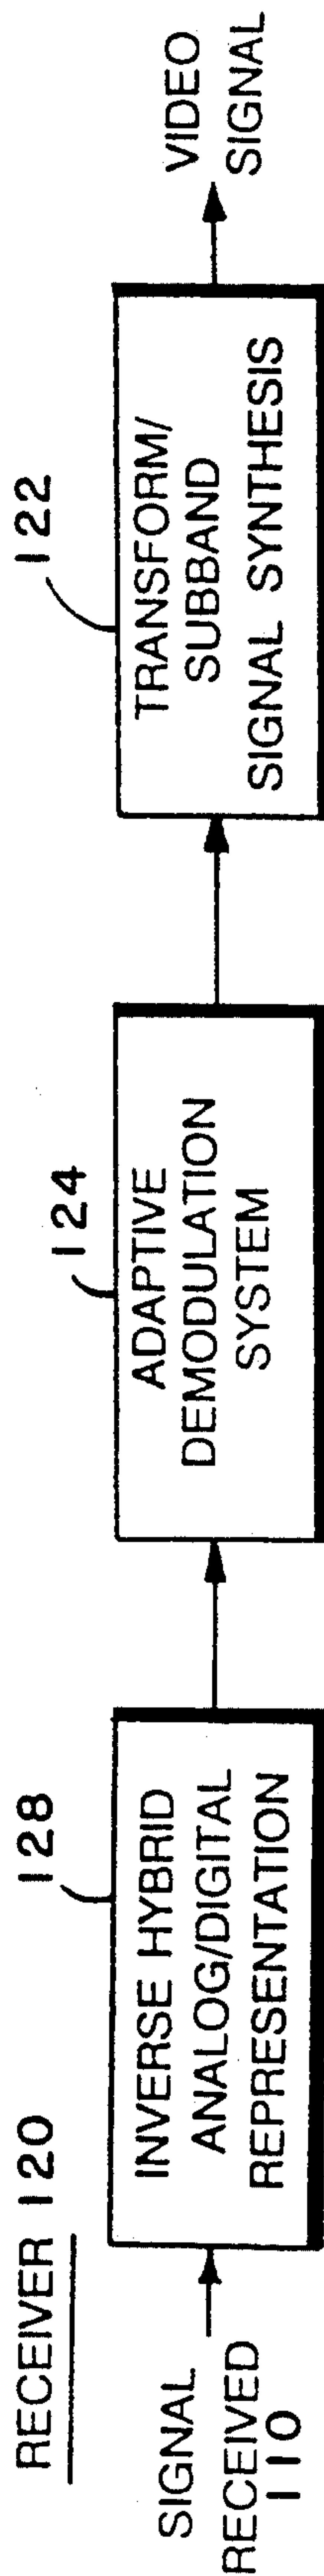 RECEIVER 120
SIGNAL
RECEIVED
110
128
INVERSE HYBRID
ANALOG/DIGITAL
REPRESENTATION
124
ADAPTIVE
DEMODULATION
SYSTEM
122
TRANSFORM/
SUBBAND
SIGNAL SYNTHESIS
VIDEO
SIGNAL